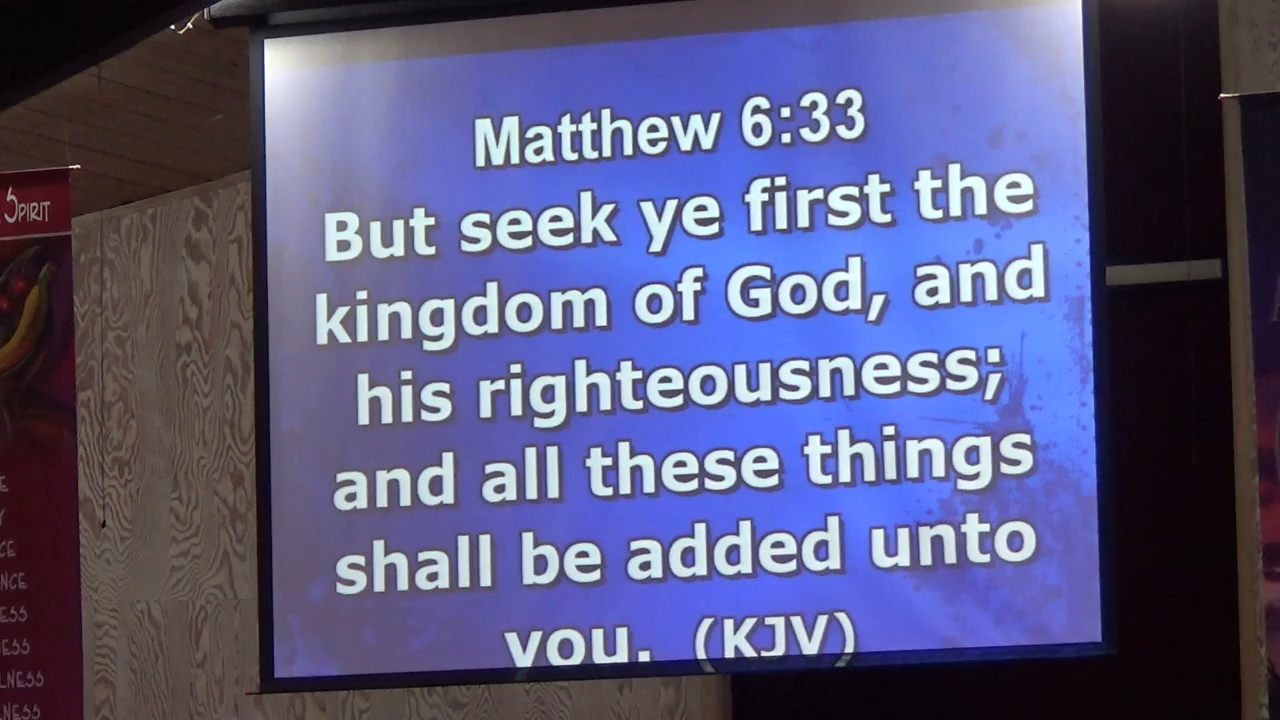 Matthew 6:33
But seek ye first the
kingdom of God, and
his righteousness;
and all these things
shall be added unto
you. (KJV)
SPIRIT